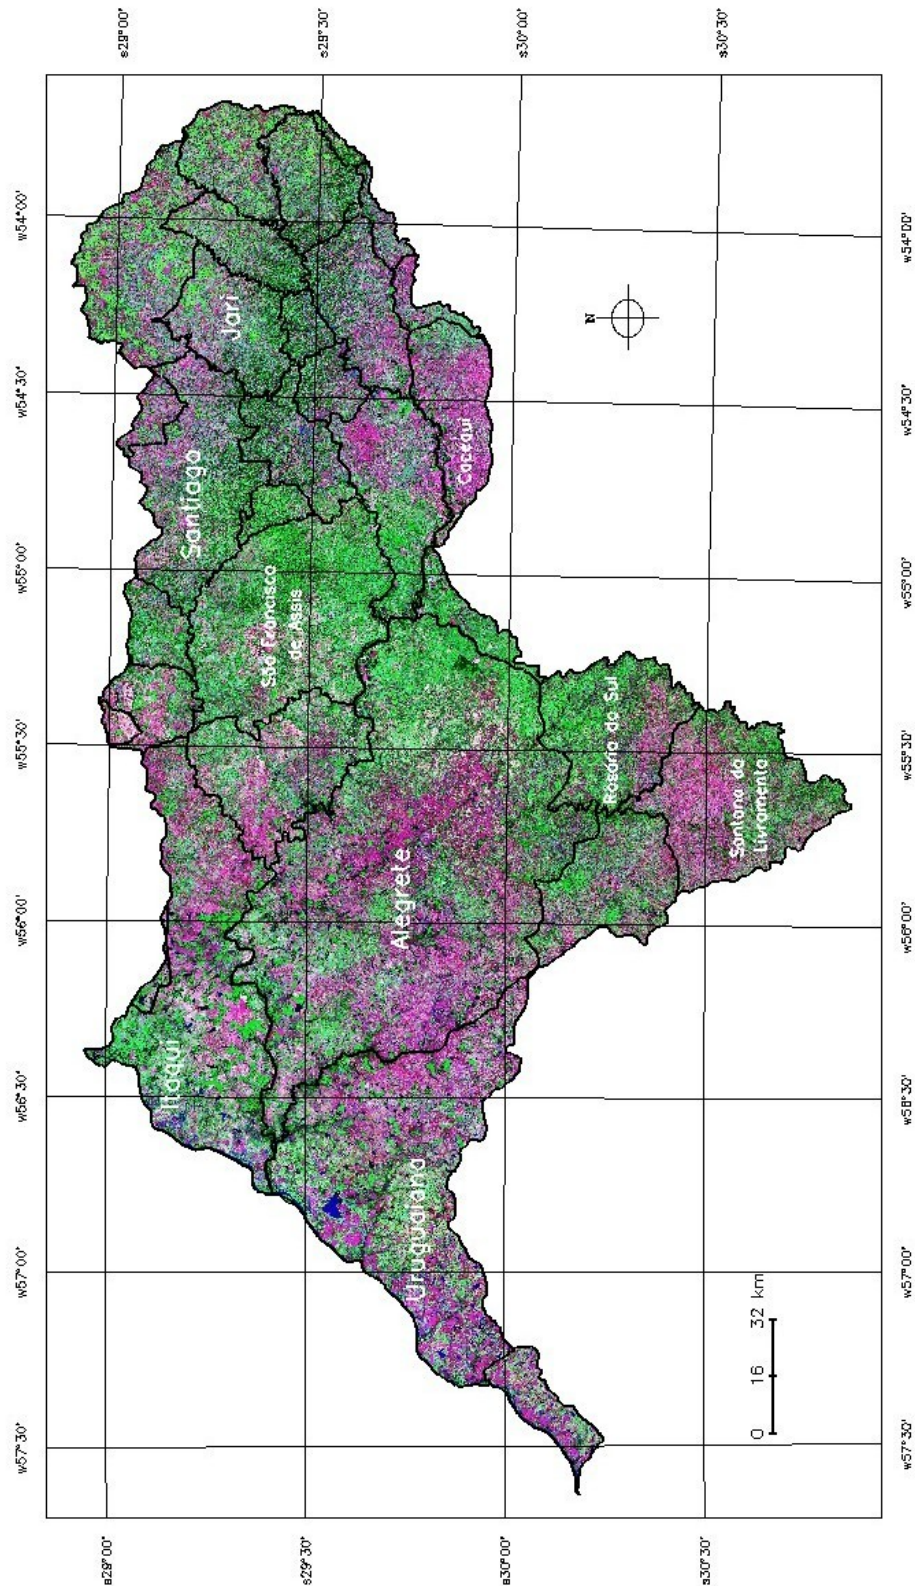 w57°30' w57°00' w56°30' w56°00' w55°30' w55°00' w54°30' w54°00'
s29°00' s29°00'
Itaqui
Santiago
Jari
São Francisco
de Assis
s29°30' s29°30'
Uruguaiana
Alegrete
Cacequi
s30°00' s30°00'
N
Rosário do Sul
s30°30' s30°30'
Santana do
Livramento
0 16 32 km
w57°30' w57°00' w56°30' w56°00' w55°30' w55°00' w54°30' w54°00'